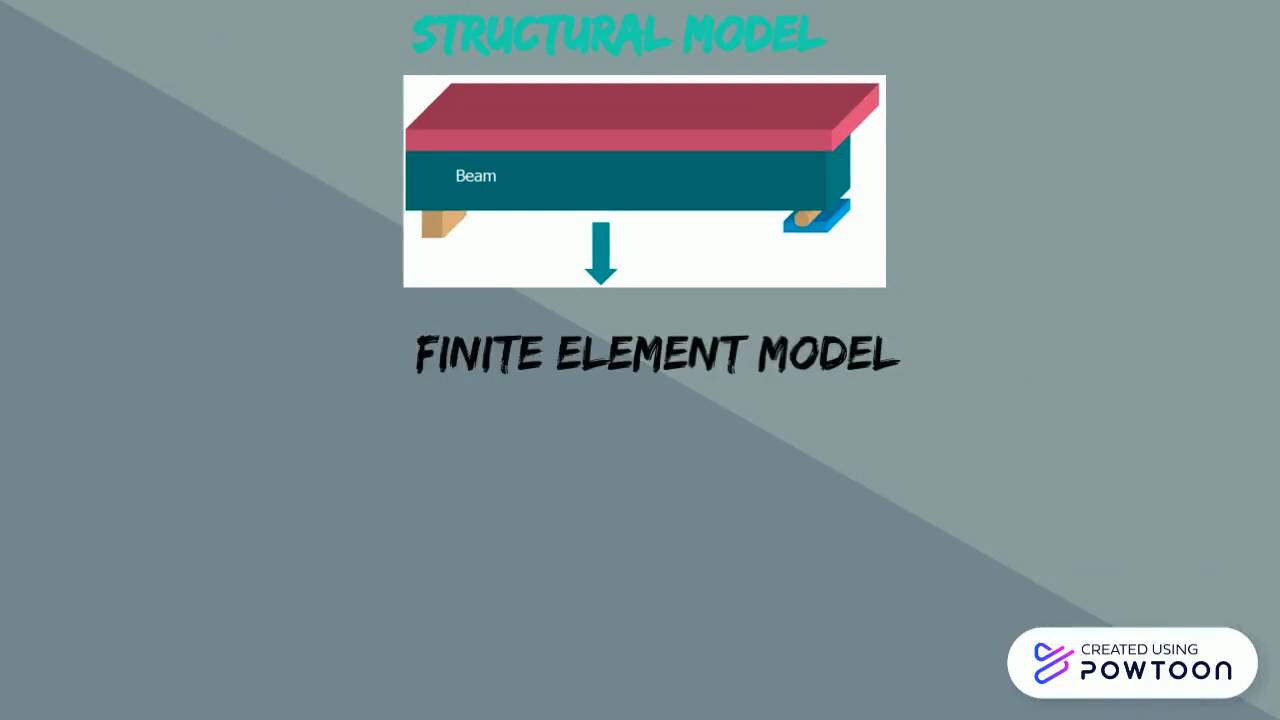 STRUCTURAL MODEL
Beam
FINITE ELEMENT MODEL
CREATED USING
POWTOON